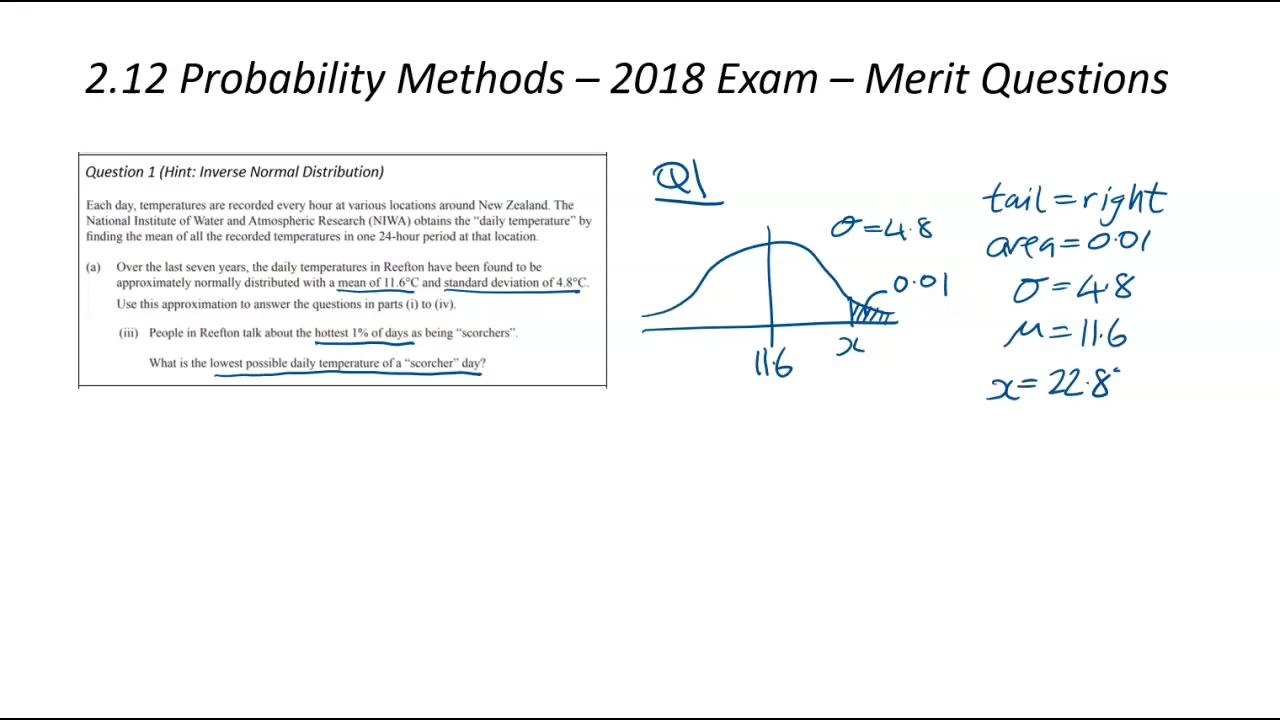 2.12 Probability Methods – 2018 Exam – Merit Questions
Question 1 (Hint: Inverse Normal Distribution)
Each day, temperatures are recorded every hour at various locations around New Zealand. The
National Institute of Water and Atmospheric Research (NIWA) obtains the “daily temperature” by
finding the mean of all the recorded temperatures in one 24-hour period at that location.
(a) Over the last seven years, the daily temperatures in Reefton have been found to be
approximately normally distributed with a mean of 11.6°C and standard deviation of 4.8°C.
Use this approximation to answer the questions in parts (i) to (iv).
(iii) People in Reefton talk about the hottest 1% of days as being “scorchers”.
What is the lowest possible daily temperature of a “scorcher” day?
Q1
σ=4.8
0.01
x
11.6
tail=right
area=0.01
σ=4.8
μ=11.6
x=22.8°